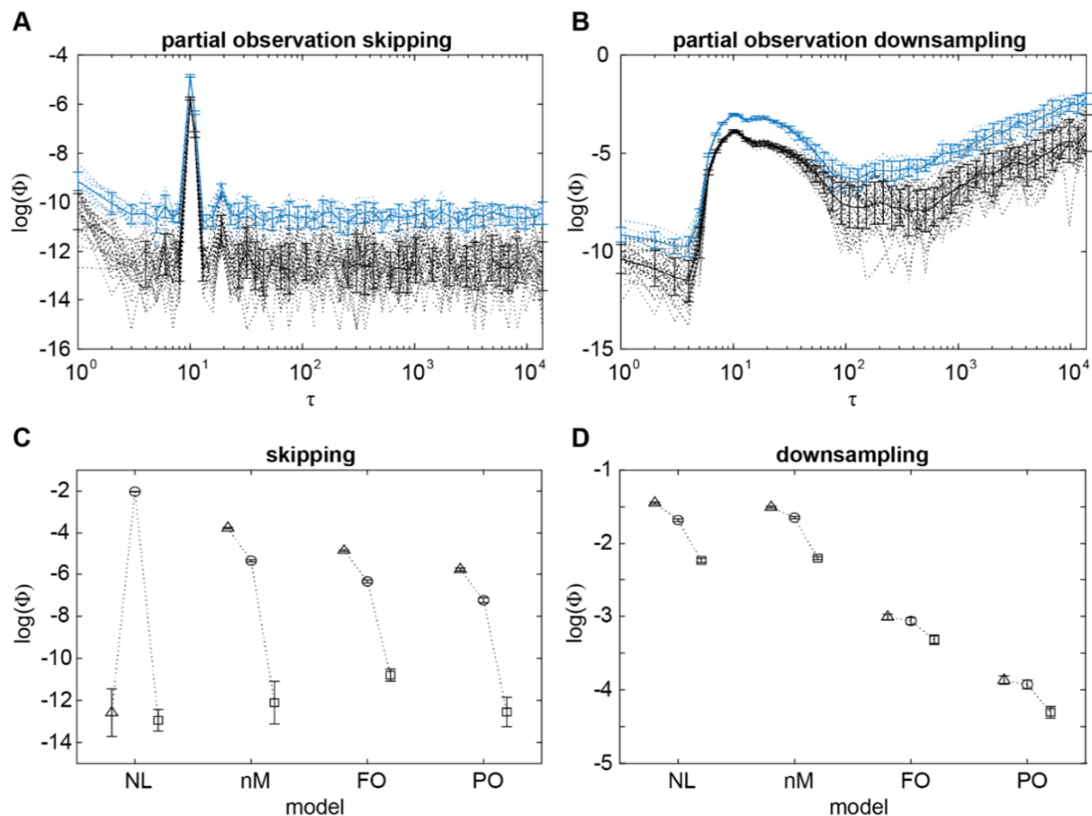 A
partial observation skipping
-4
-6
-8
-10
-12
-14
-16
log(Φ)
10^0
10^1
10^2
10^3
10^4
τ
B
partial observation downsampling
0
-5
-10
-15
log(Φ)
10^0
10^1
10^2
10^3
10^4
τ
C
skipping
-2
-4
-6
-8
-10
-12
-14
log(Φ)
NL nM FO PO
model
D
downsampling
-1
-2
-3
-4
-5
log(Φ)
NL nM FO PO
model